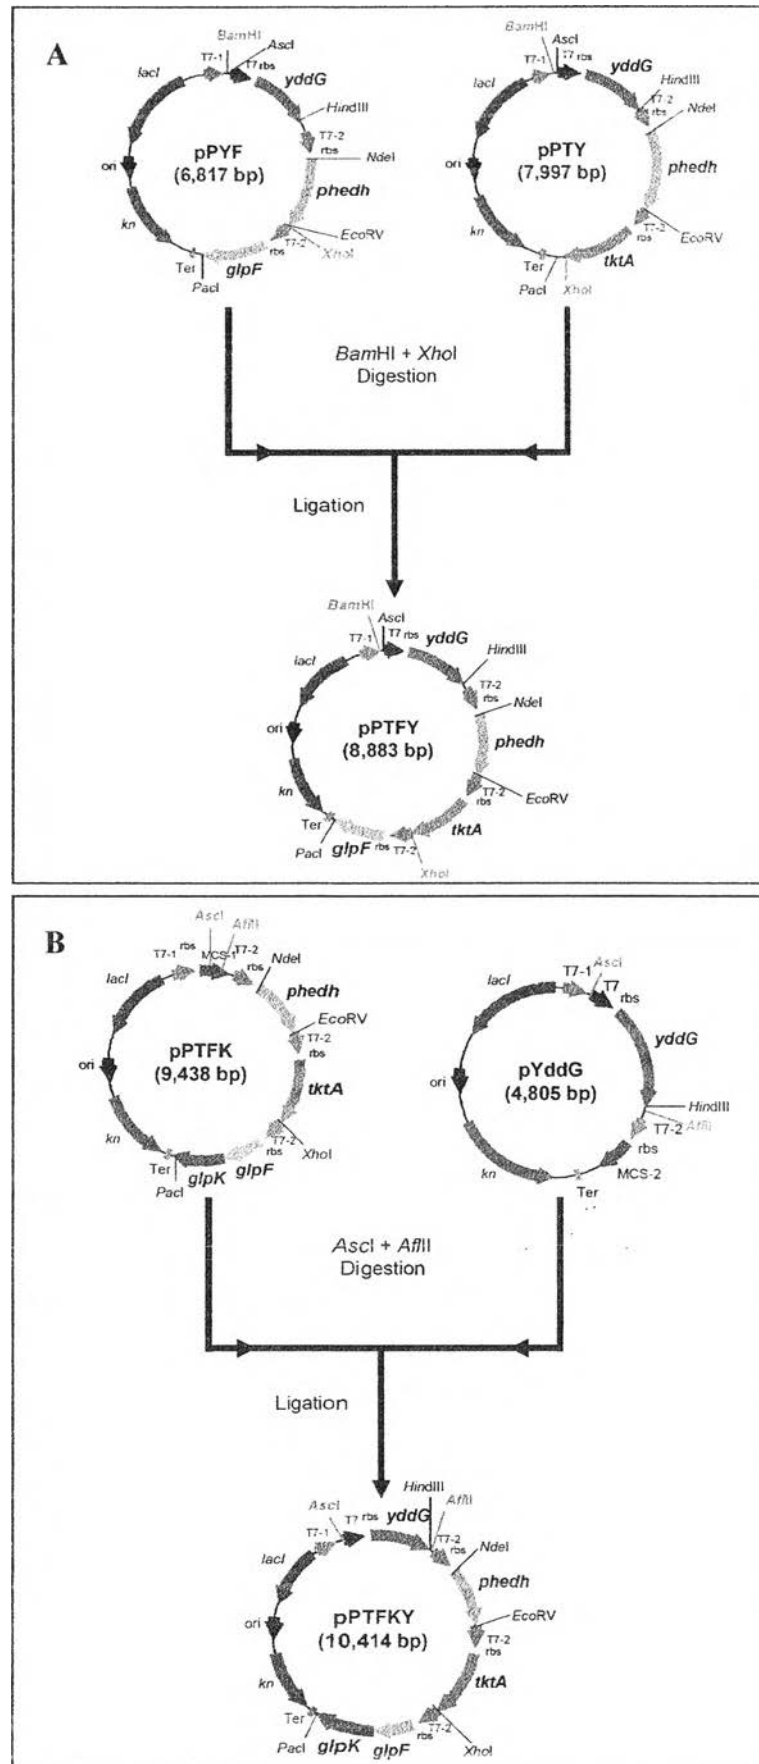 A
BamHI
AscI
T7-1
T7 rbs
yddG
lacI
HindIII
T7-2
rbs
NdeI
pPYF
(6,817 bp)
ori
phedh
kn
EcoRV
T7-2
rbs
XhoI
Ter
glpF
PacI
BamHI
AscI
T7-1
T7 rbs
yddG
lacI
HindIII
T7-2
rbs
NdeI
pPTY
(7,997 bp)
ori
phedh
kn
T7-2
rbs
EcoRV
Ter
tktA
PacI
XhoI
BamHI + XhoI
Digestion
Ligation
BamHI
AscI
T7-1
T7 rbs
yddG
lacI
HindIII
T7-2
rbs
NdeI
ori
pPTFY
(8,883 bp)
phedh
kn
T7-2
rbs
EcoRV
Ter
tktA
PacI
glpF
rbs
T7-2
XhoI
B
AscI
AflII
T7-1
rbs
MCS-1
T7-2
rbs
NdeI
lacI
phedh
EcoRV
pPTFK
(9,438 bp)
T7-2
rbs
ori
tktA
kn
T7-2
rbs
XhoI
Ter
glpF
PacI
glpK
AscI
T7-1
T7
rbs
lacI
yddG
pYddG
(4,805 bp)
ori
HindIII
AflII
T7-2
rbs
kn
MCS-2
Ter
AscI + AflII
Digestion
Ligation
HindIII
AscI
AflII
T7 rbs
yddG
T7-1
T7-2
rbs
NdeI
lacI
phedh
pPTFKY
(10,414 bp)
EcoRV
ori
T7-2
rbs
kn
tktA
Ter
rbs
T7-2
PacI
glpK
glpF
XhoI